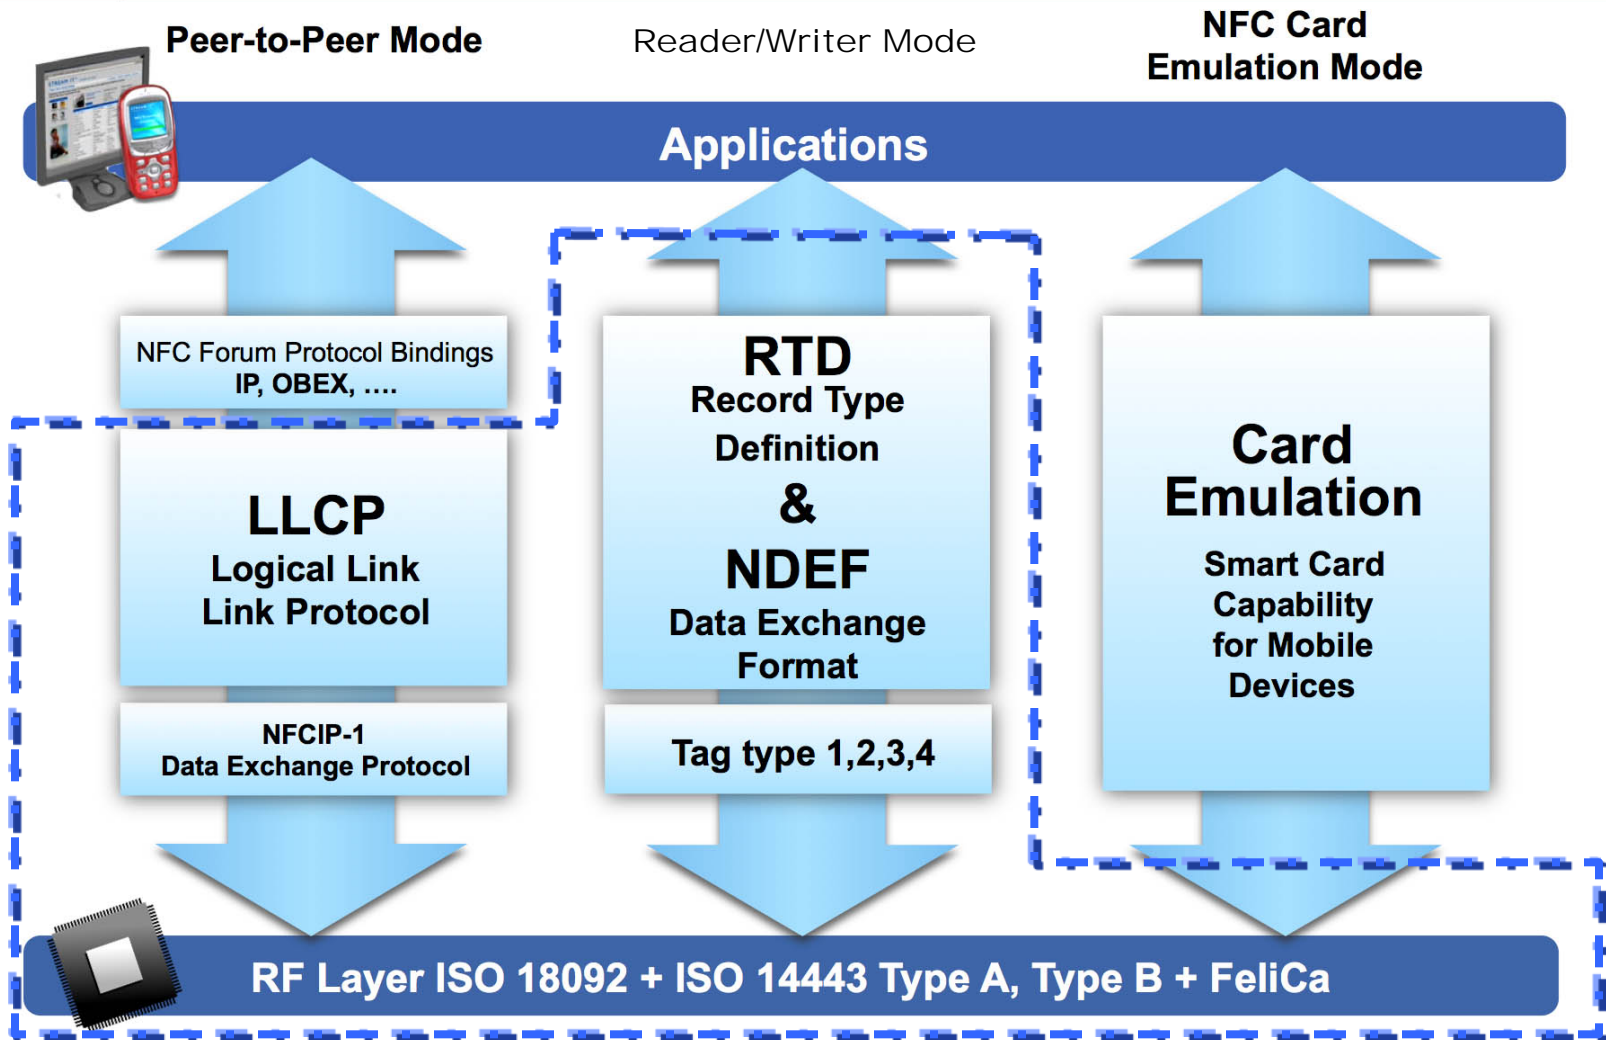 Peer-to-Peer Mode
Reader/Writer Mode
NFC Card
Emulation Mode
Applications
NFC Forum Protocol Bindings
IP, OBEX, ....
LLCP
Logical Link
Link Protocol
NFCIP-1
Data Exchange Protocol
RTD
Record Type
Definition
&
NDEF
Data Exchange
Format
Tag type 1,2,3,4
Card
Emulation
Smart Card
Capability
for Mobile
Devices
RF Layer ISO 18092 + ISO 14443 Type A, Type B + FeliCa